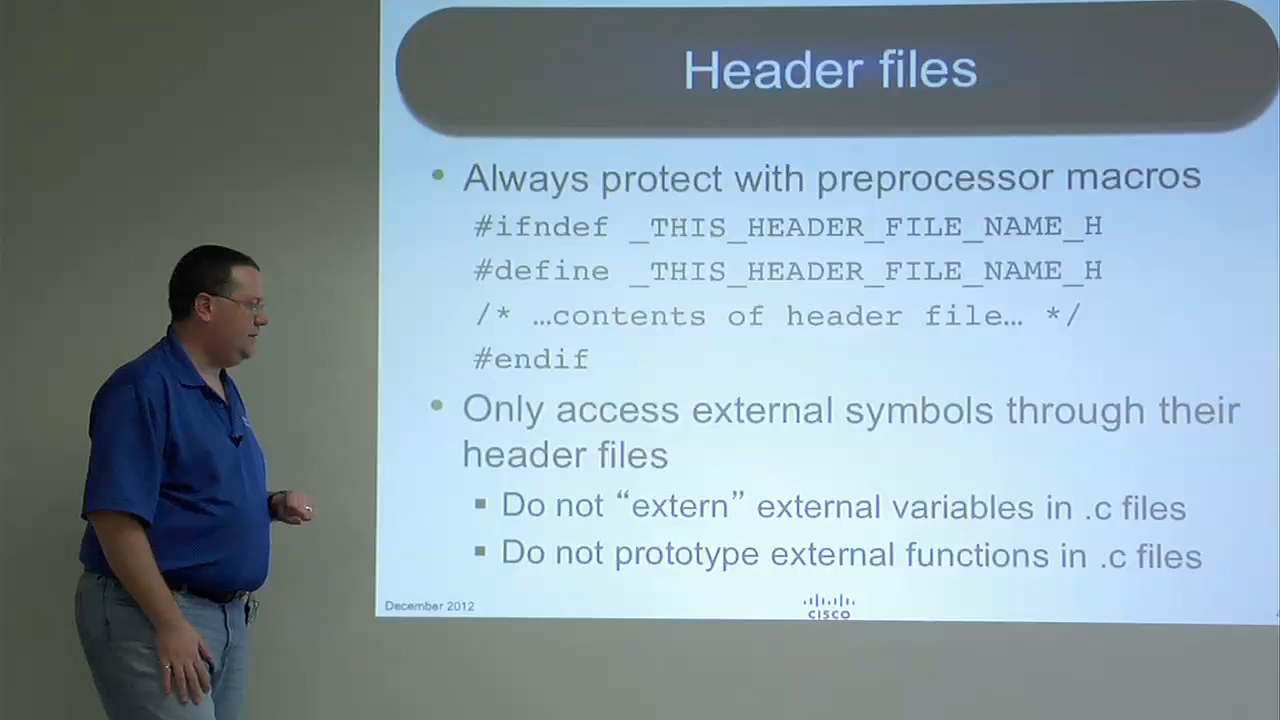 Header files
• Always protect with preprocessor macros
#ifndef _THIS_HEADER_FILE_NAME_H
#define _THIS_HEADER_FILE_NAME_H
/* …contents of header file… */
#endif
• Only access external symbols through their
header files
▪ Do not “extern” external variables in .c files
▪ Do not prototype external functions in .c files
December 2012
CISCO